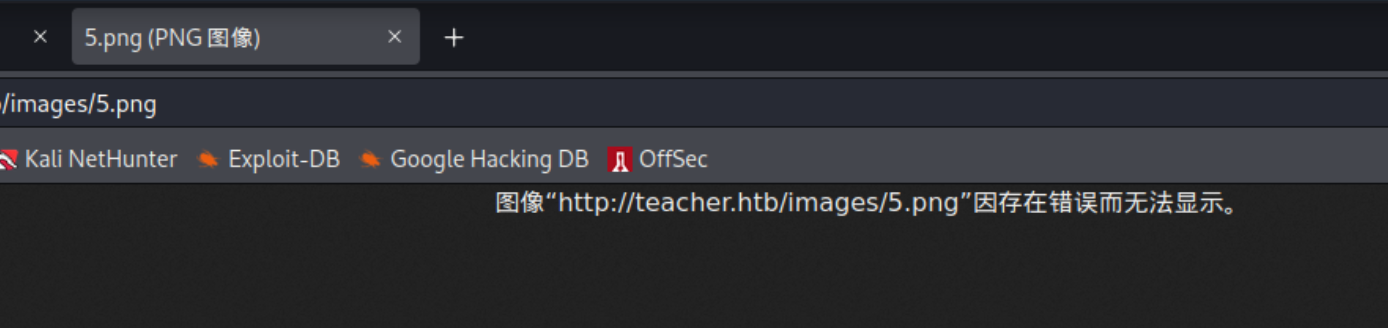 5.png (PNG 图像)
/images/5.png
Kali NetHunter Exploit-DB Google Hacking DB OffSec
图像“http://teacher.htb/images/5.png”因存在错误而无法显示。